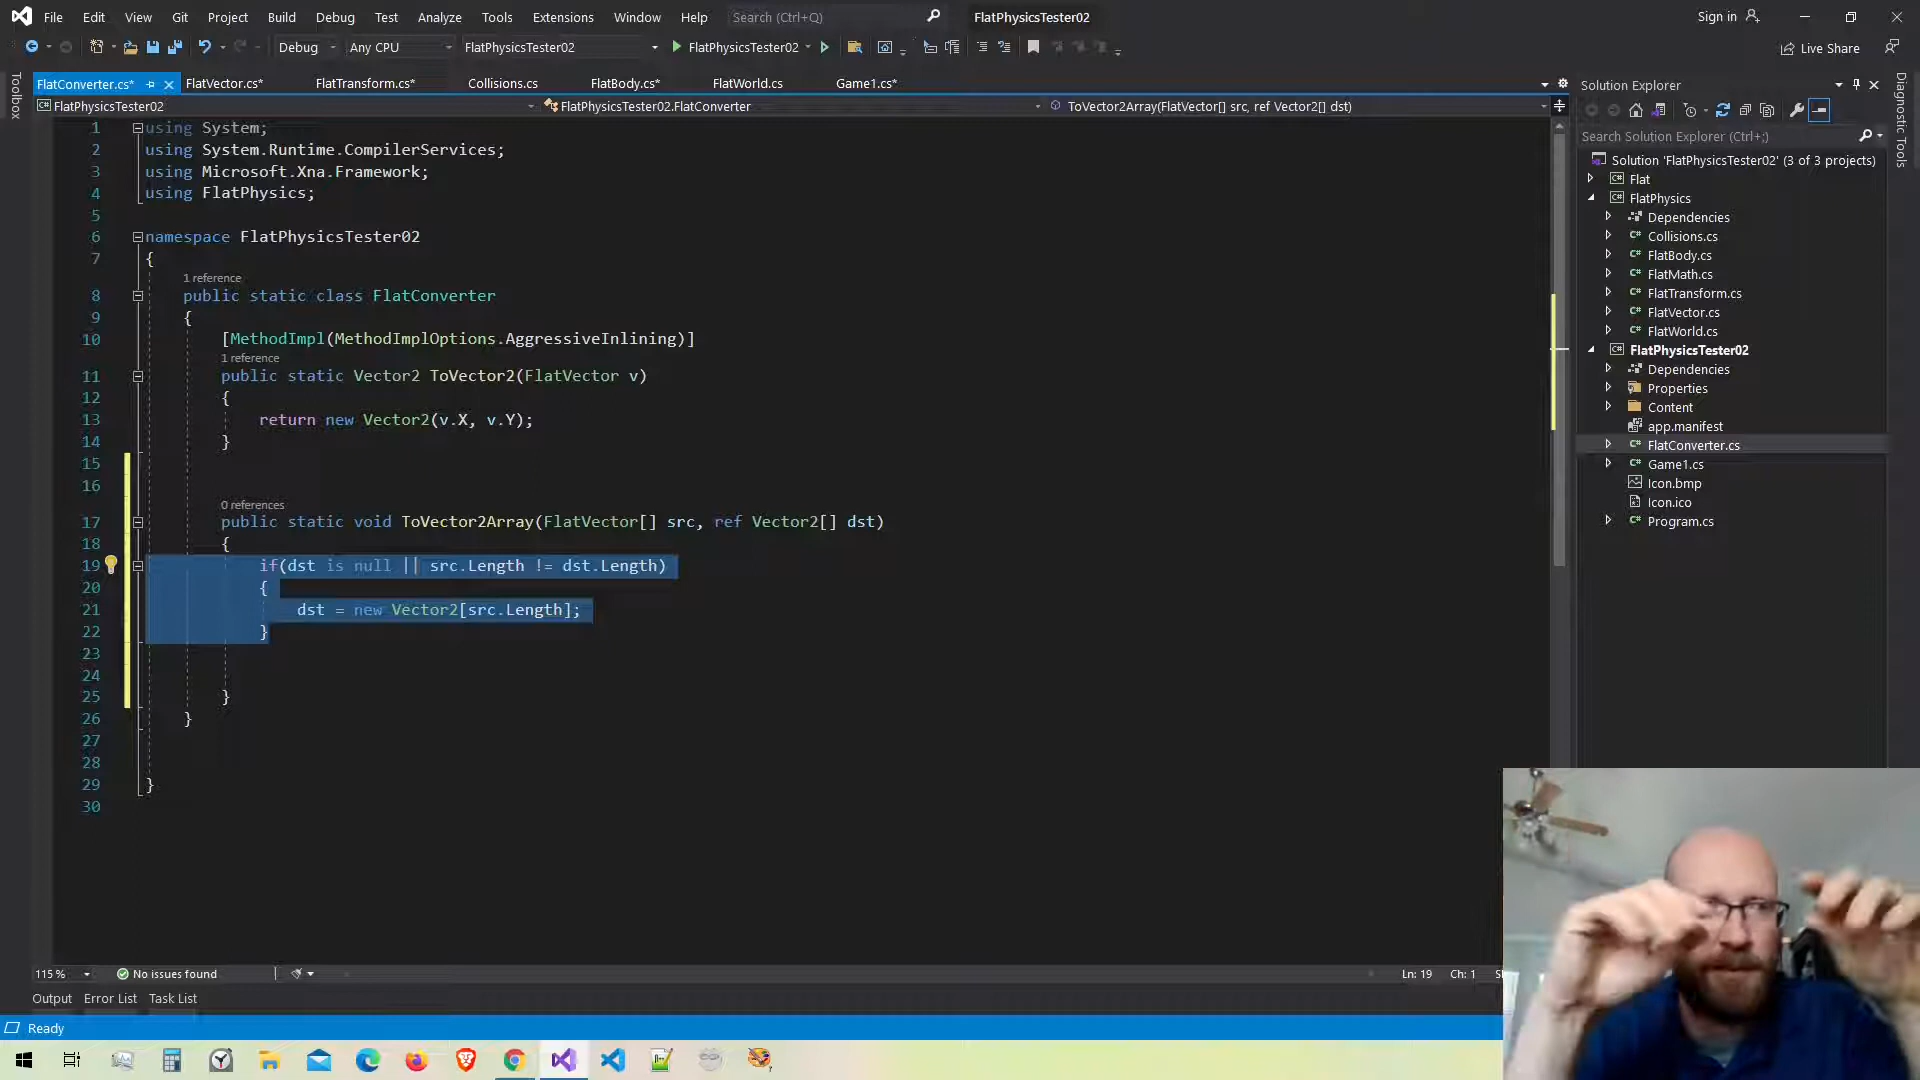 File Edit View Git Project Build Debug Test Analyze Tools Extensions Window Help Search (Ctrl+Q) FlatPhysicsTester02 Sign in
Debug Any CPU FlatPhysicsTester02 FlatPhysicsTester02 Live Share
FlatConverter.cs* FlatVector.cs* FlatTransform.cs* Collisions.cs FlatBody.cs* FlatWorld.cs Game1.cs*
FlatPhysicsTester02 FlatPhysicsTester02.FlatConverter ToVector2Array(FlatVector[] src, ref Vector2[] dst)
Toolbox
1 using System;
2 using System.Runtime.CompilerServices;
3 using Microsoft.Xna.Framework;
4 using FlatPhysics;
5
6 namespace FlatPhysicsTester02
7 {
1 reference
8 public static class FlatConverter
9 {
10 [MethodImpl(MethodImplOptions.AggressiveInlining)]
1 reference
11 public static Vector2 ToVector2(FlatVector v)
12 {
13 return new Vector2(v.X, v.Y);
14 }
15
16
0 references
17 public static void ToVector2Array(FlatVector[] src, ref Vector2[] dst)
18 {
19 if(dst is null || src.Length != dst.Length)
20 {
21 dst = new Vector2[src.Length];
22 }
23
24
25 }
26 }
27
28
29 }
30
115 % No issues found Ln: 19 Ch: 1
Output Error List Task List
Ready
Solution Explorer
Search Solution Explorer (Ctrl+;)
Solution 'FlatPhysicsTester02' (3 of 3 projects)
Flat
FlatPhysics
Dependencies
Collisions.cs
FlatBody.cs
FlatMath.cs
FlatTransform.cs
FlatVector.cs
FlatWorld.cs
FlatPhysicsTester02
Dependencies
Properties
Content
app.manifest
FlatConverter.cs
Game1.cs
Icon.bmp
Icon.ico
Program.cs
Diagnostic Tools